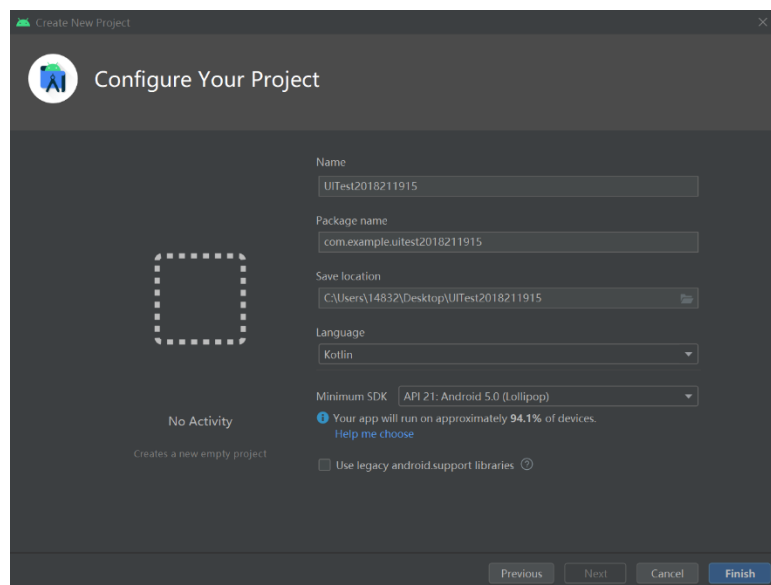 Create New Project
Configure Your Project
Name
UITest2018211915
Package name
com.example.uitest2018211915
Save location
C:\Users\14832\Desktop\UITest2018211915
Language
Kotlin
Minimum SDK API 21: Android 5.0 (Lollipop)
Your app will run on approximately 94.1% of devices.
Help me choose
Use legacy android.support libraries
No Activity
Creates a new empty project
Previous Next Cancel Finish